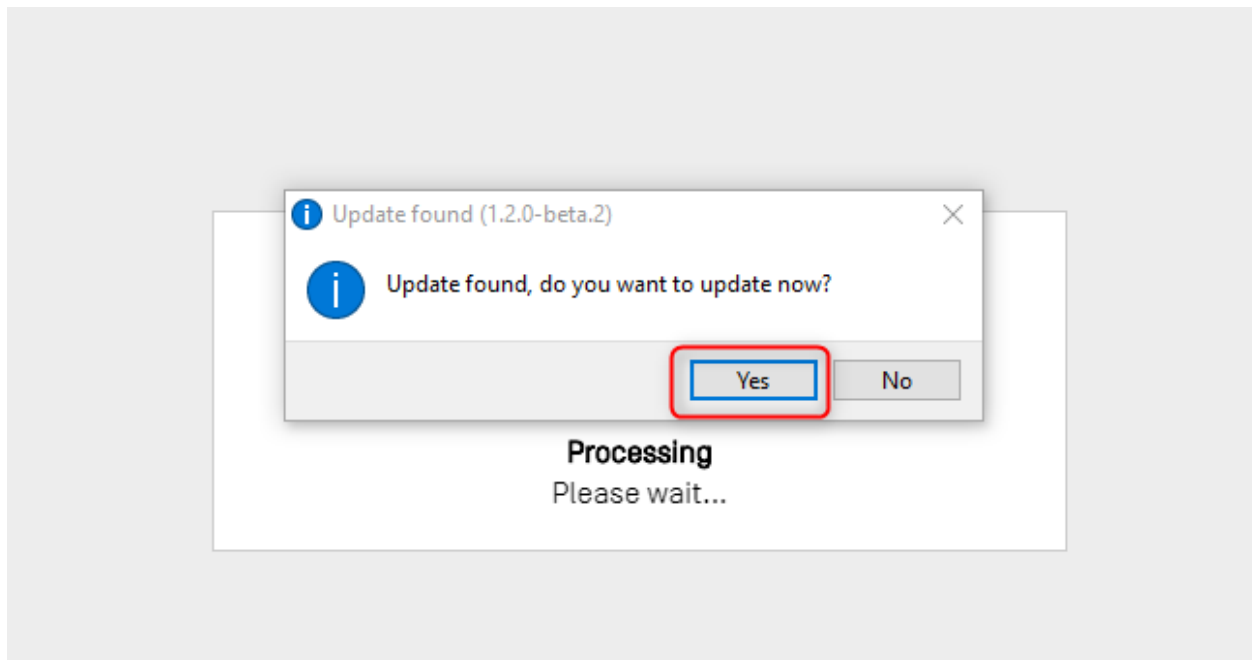 Update found (1.2.0-beta.2)
Update found, do you want to update now?
Yes No
Processing
Please wait...